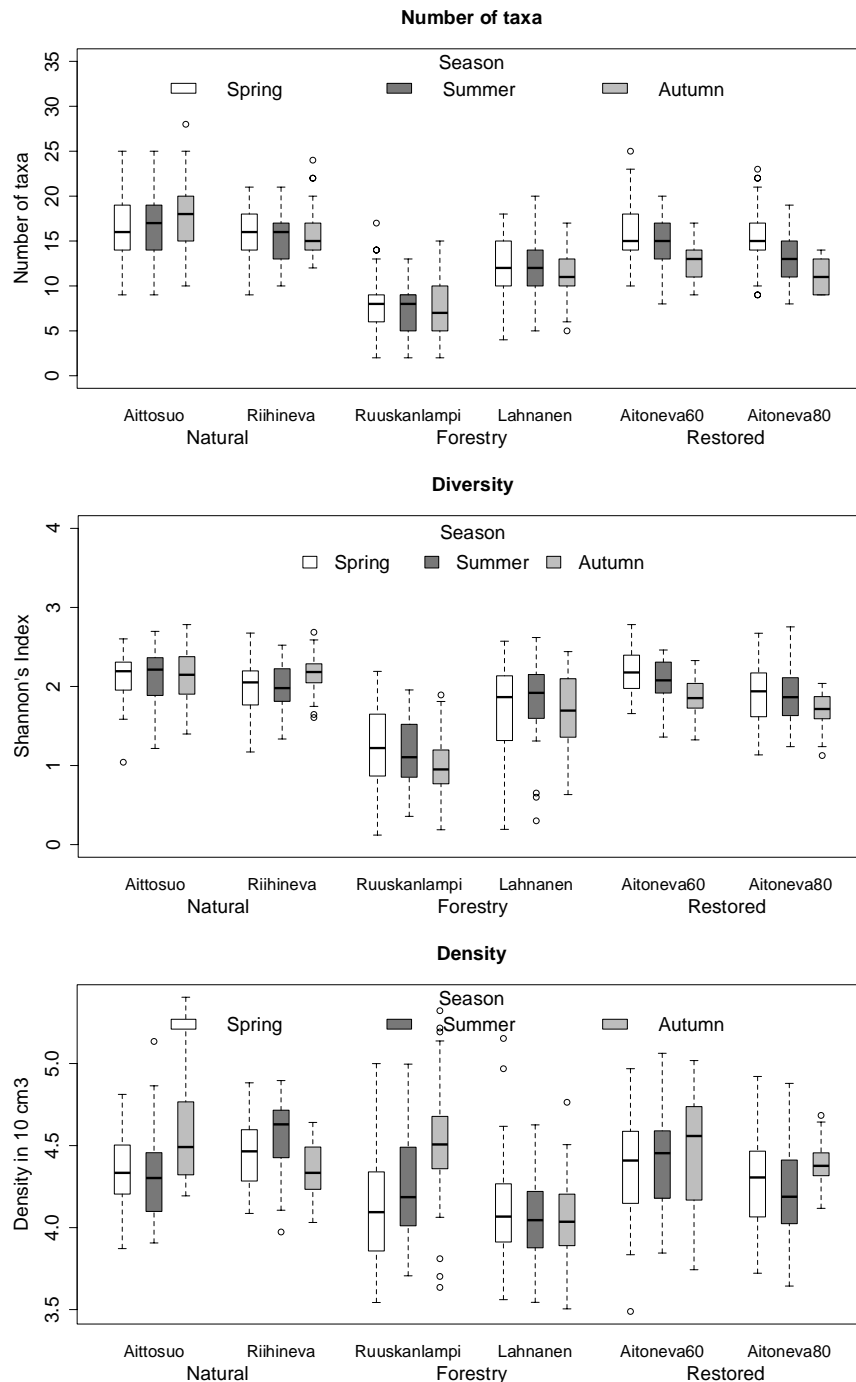 Number of taxa
Season
Spring Summer Autumn
Number of taxa
35
30
25
20
15
10
5
0
Aittosuo Riihineva Ruuskanlampi Lahnanen Aitoneva60 Aitoneva80
Natural Forestry Restored
Diversity
Season
Spring Summer Autumn
Shannon's Index
4
3
2
1
0
Aittosuo Riihineva Ruuskanlampi Lahnanen Aitoneva60 Aitoneva80
Natural Forestry Restored
Density
Season
Spring Summer Autumn
Density in 10 cm3
5.0
4.5
4.0
3.5
Aittosuo Riihineva Ruuskanlampi Lahnanen Aitoneva60 Aitoneva80
Natural Forestry Restored